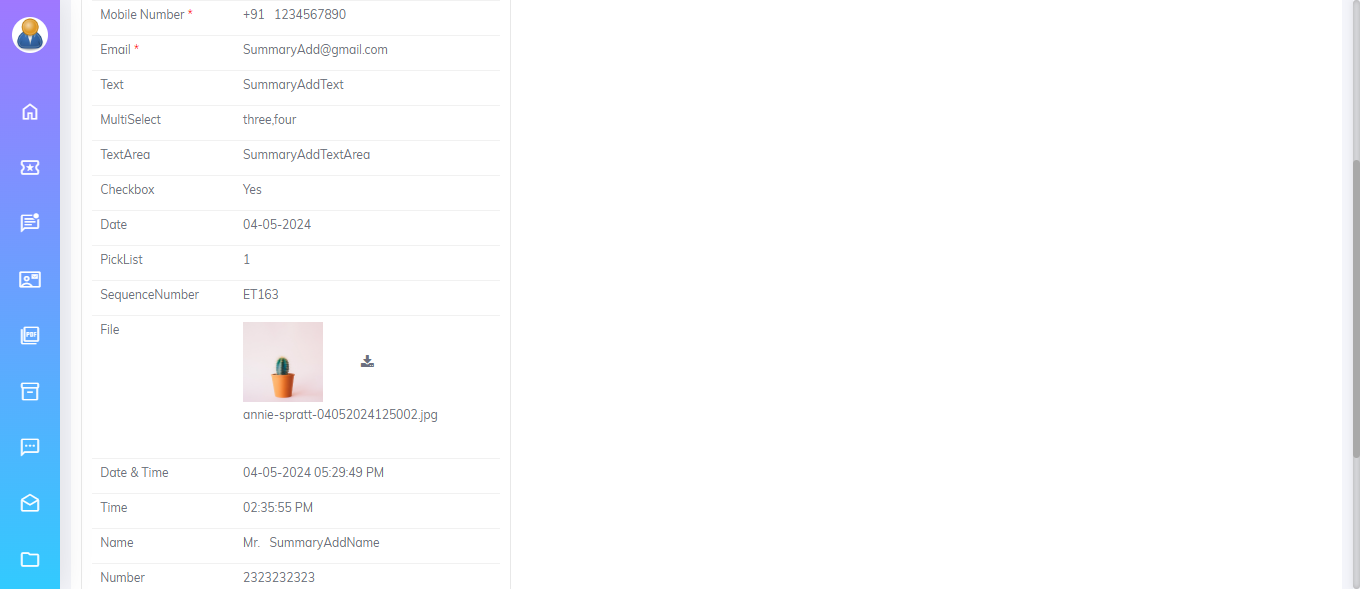 Mobile Number * +91 1234567890
Email * SummaryAdd@gmail.com
Text SummaryAddText
MultiSelect three,four
TextArea SummaryAddTextArea
Checkbox Yes
Date 04-05-2024
PickList 1
SequenceNumber ET163
File
annie-spratt-04052024125002.jpg
Date & Time 04-05-2024 05:29:49 PM
Time 02:35:55 PM
Name Mr. SummaryAddName
Number 2323232323
PDF